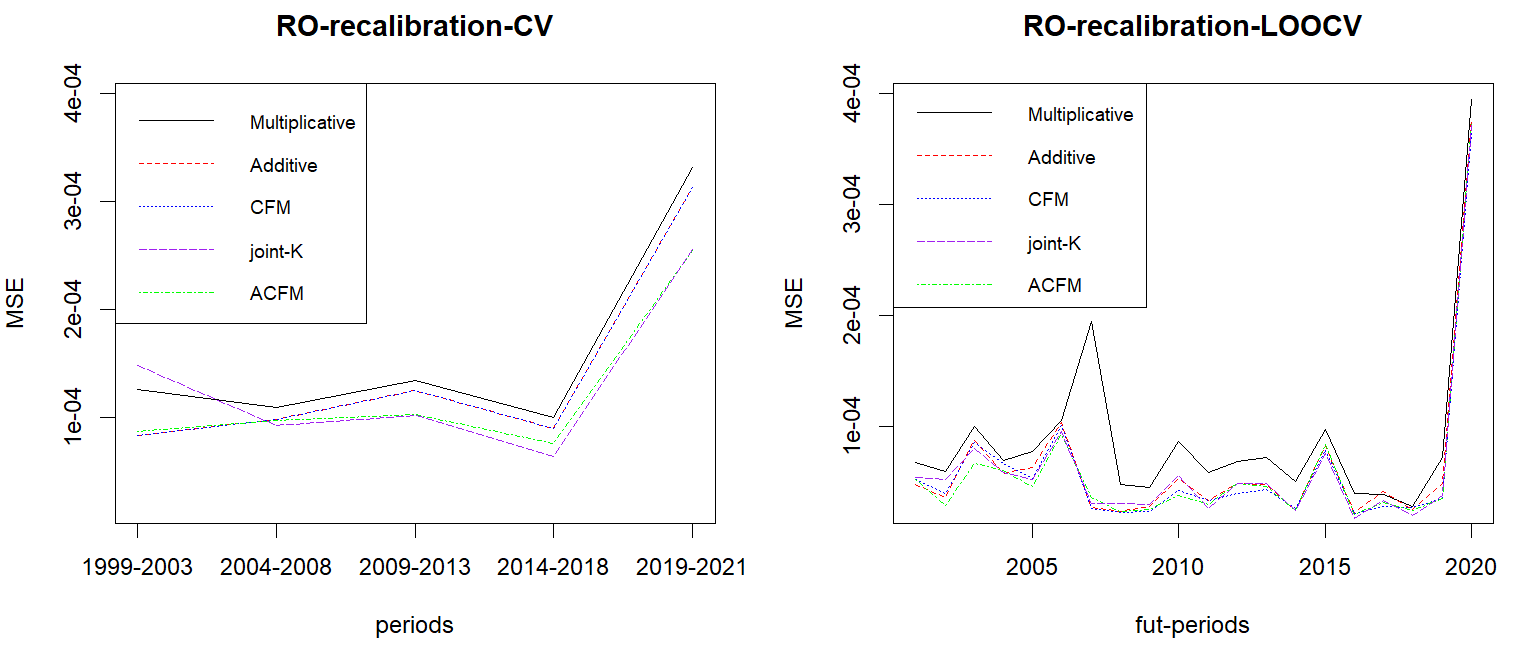 RO-recalibration-CV
MSE
4e-04
3e-04
2e-04
1e-04
Multiplicative
Additive
CFM
joint-K
ACFM
1999-2003
2004-2008
2009-2013
2014-2018
2019-2021
periods
RO-recalibration-LOOCV
MSE
4e-04
3e-04
2e-04
1e-04
Multiplicative
Additive
CFM
joint-K
ACFM
2005
2010
2015
2020
fut-periods